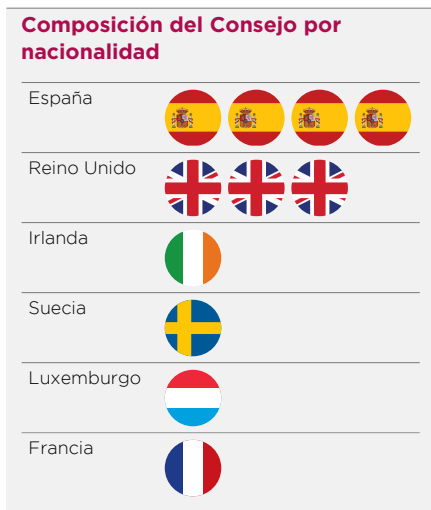 Composición del Consejo por
nacionalidad
España
Reino Unido
Irlanda
Suecia
Luxemburgo
Francia